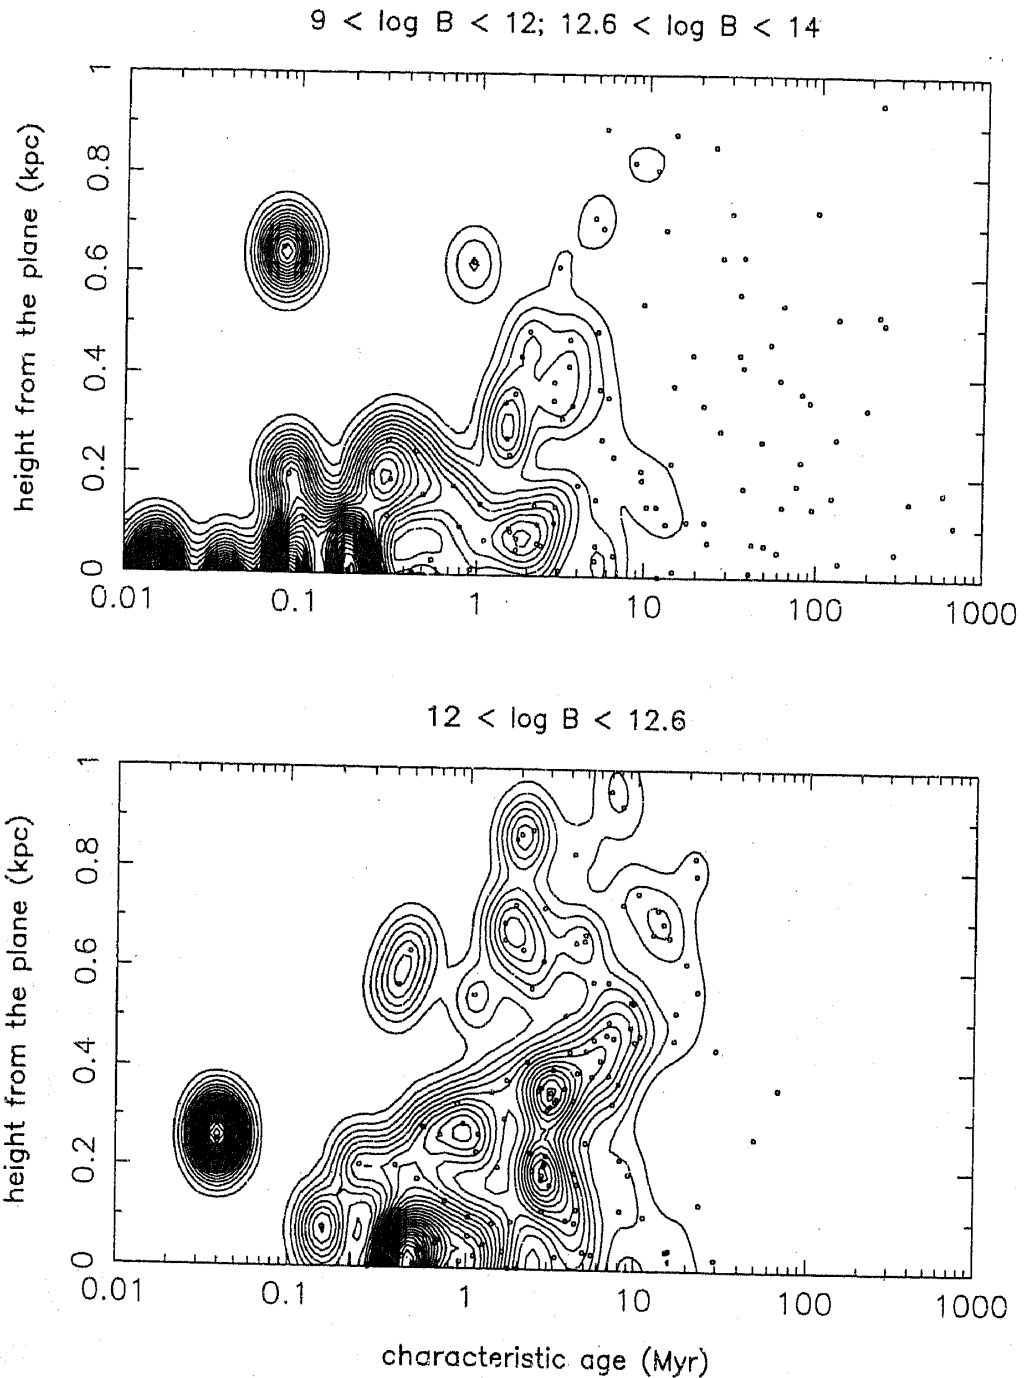 9 < log B < 12; 12.6 < log B < 14
height from the plane (kpc)
1
0.8
0.6
0.4
0.2
0
0.01 0.1 1 10 100 1000
12 < log B < 12.6
height from the plane (kpc)
1
0.8
0.6
0.4
0.2
0
0.01 0.1 1 10 100 1000
characteristic age (Myr)